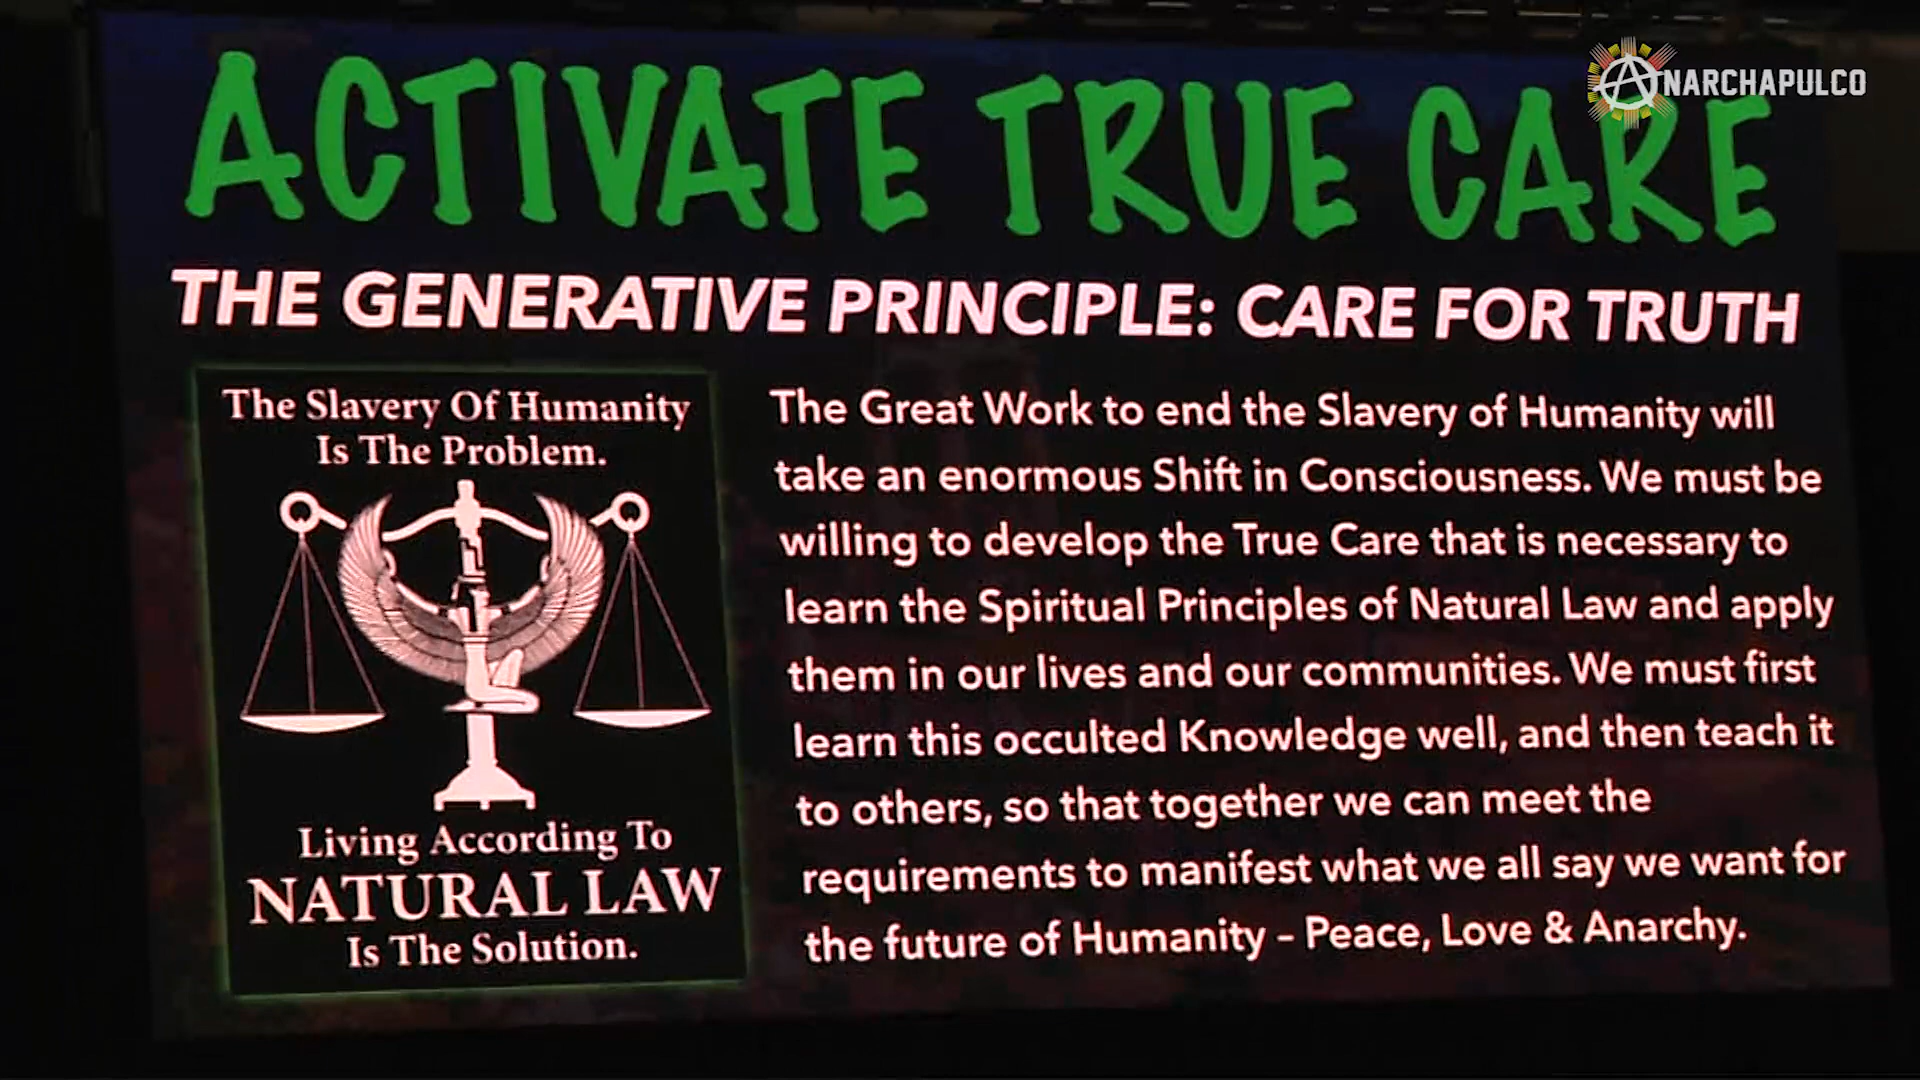 ANARCHAPULCO
ACTIVATE TRUE CARE
THE GENERATIVE PRINCIPLE: CARE FOR TRUTH
The Slavery Of Humanity
Is The Problem.
Living According To
NATURAL LAW
Is The Solution.
The Great Work to end the Slavery of Humanity will
take an enormous Shift in Consciousness. We must be
willing to develop the True Care that is necessary to
learn the Spiritual Principles of Natural Law and apply
them in our lives and our communities. We must first
learn this occulted Knowledge well, and then teach it
to others, so that together we can meet the
requirements to manifest what we all say we want for
the future of Humanity – Peace, Love & Anarchy.